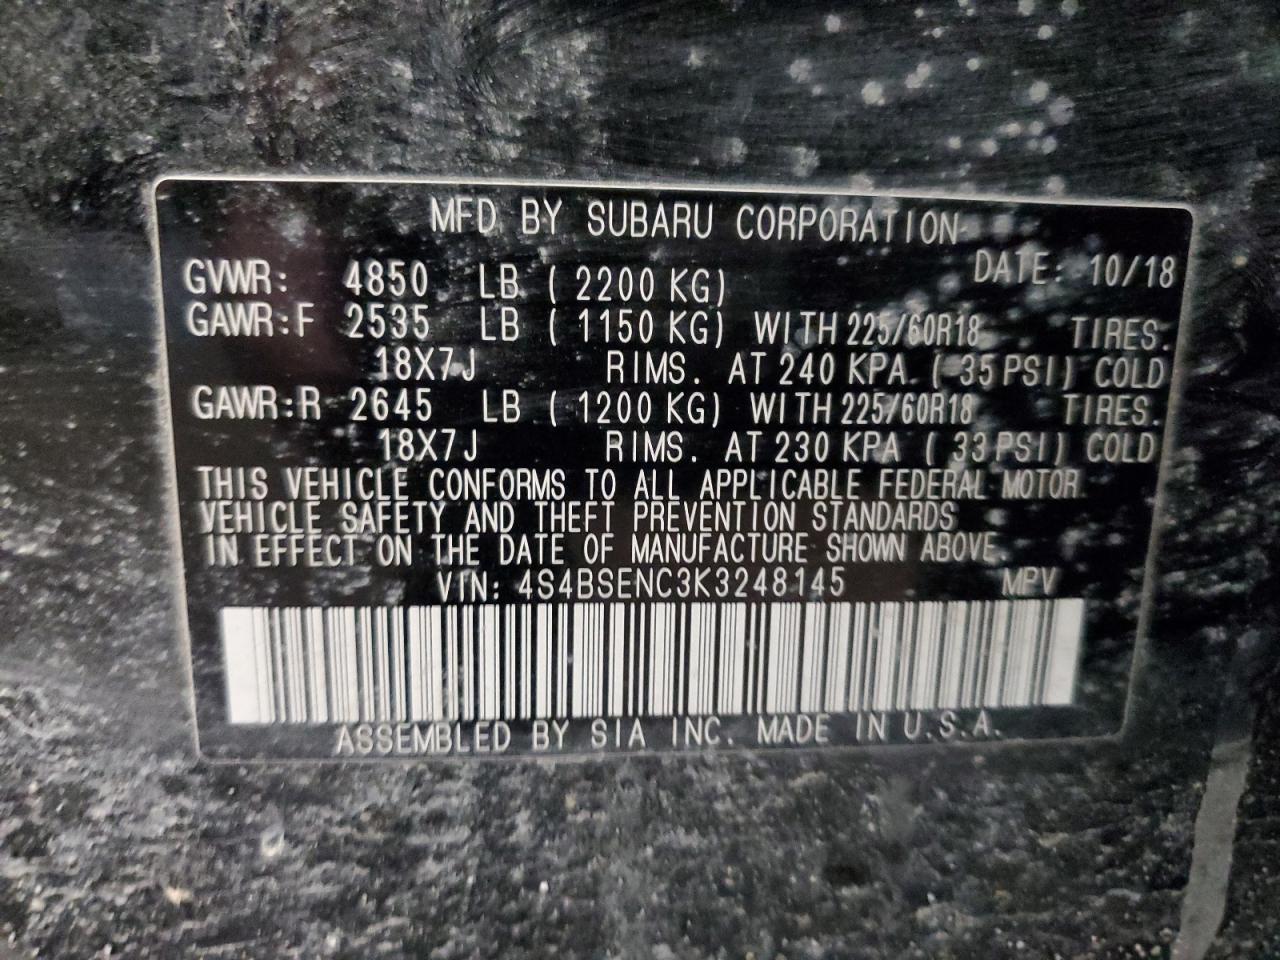 MFD BY SUBARU CORPORATION
DATE: 10/18
GVWR: 4850 LB ( 2200 KG)
GAWR:F 2535 LB ( 1150 KG) WITH 225/60R18 TIRES.
18X7J RIMS. AT 240 KPA ( 35 PSI) COLD
GAWR:R 2645 LB ( 1200 KG) WITH 225/60R18 TIRES.
18X7J RIMS. AT 230 KPA ( 33 PSI) COLD
THIS VEHICLE CONFORMS TO ALL APPLICABLE FEDERAL MOTOR
VEHICLE SAFETY AND THEFT PREVENTION STANDARDS
IN EFFECT ON THE DATE OF MANUFACTURE SHOWN ABOVE.
VIN: 4S4BSENC3K3248145 MPV
ASSEMBLED BY SIA INC. MADE IN U.S.A.